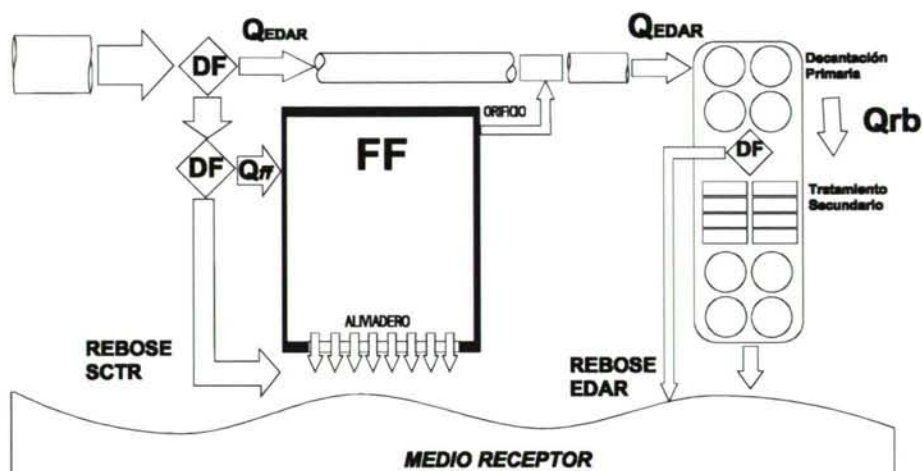 DF
QEDAR
QEDAR
Decantación
Primaria
Qrb
DF
Qff
FF
ORIFICIO
DF
Tratamiento
Secundario
ALIVIADERO
REBOSE
SCTR
REBOSE
EDAR
MEDIO RECEPTOR